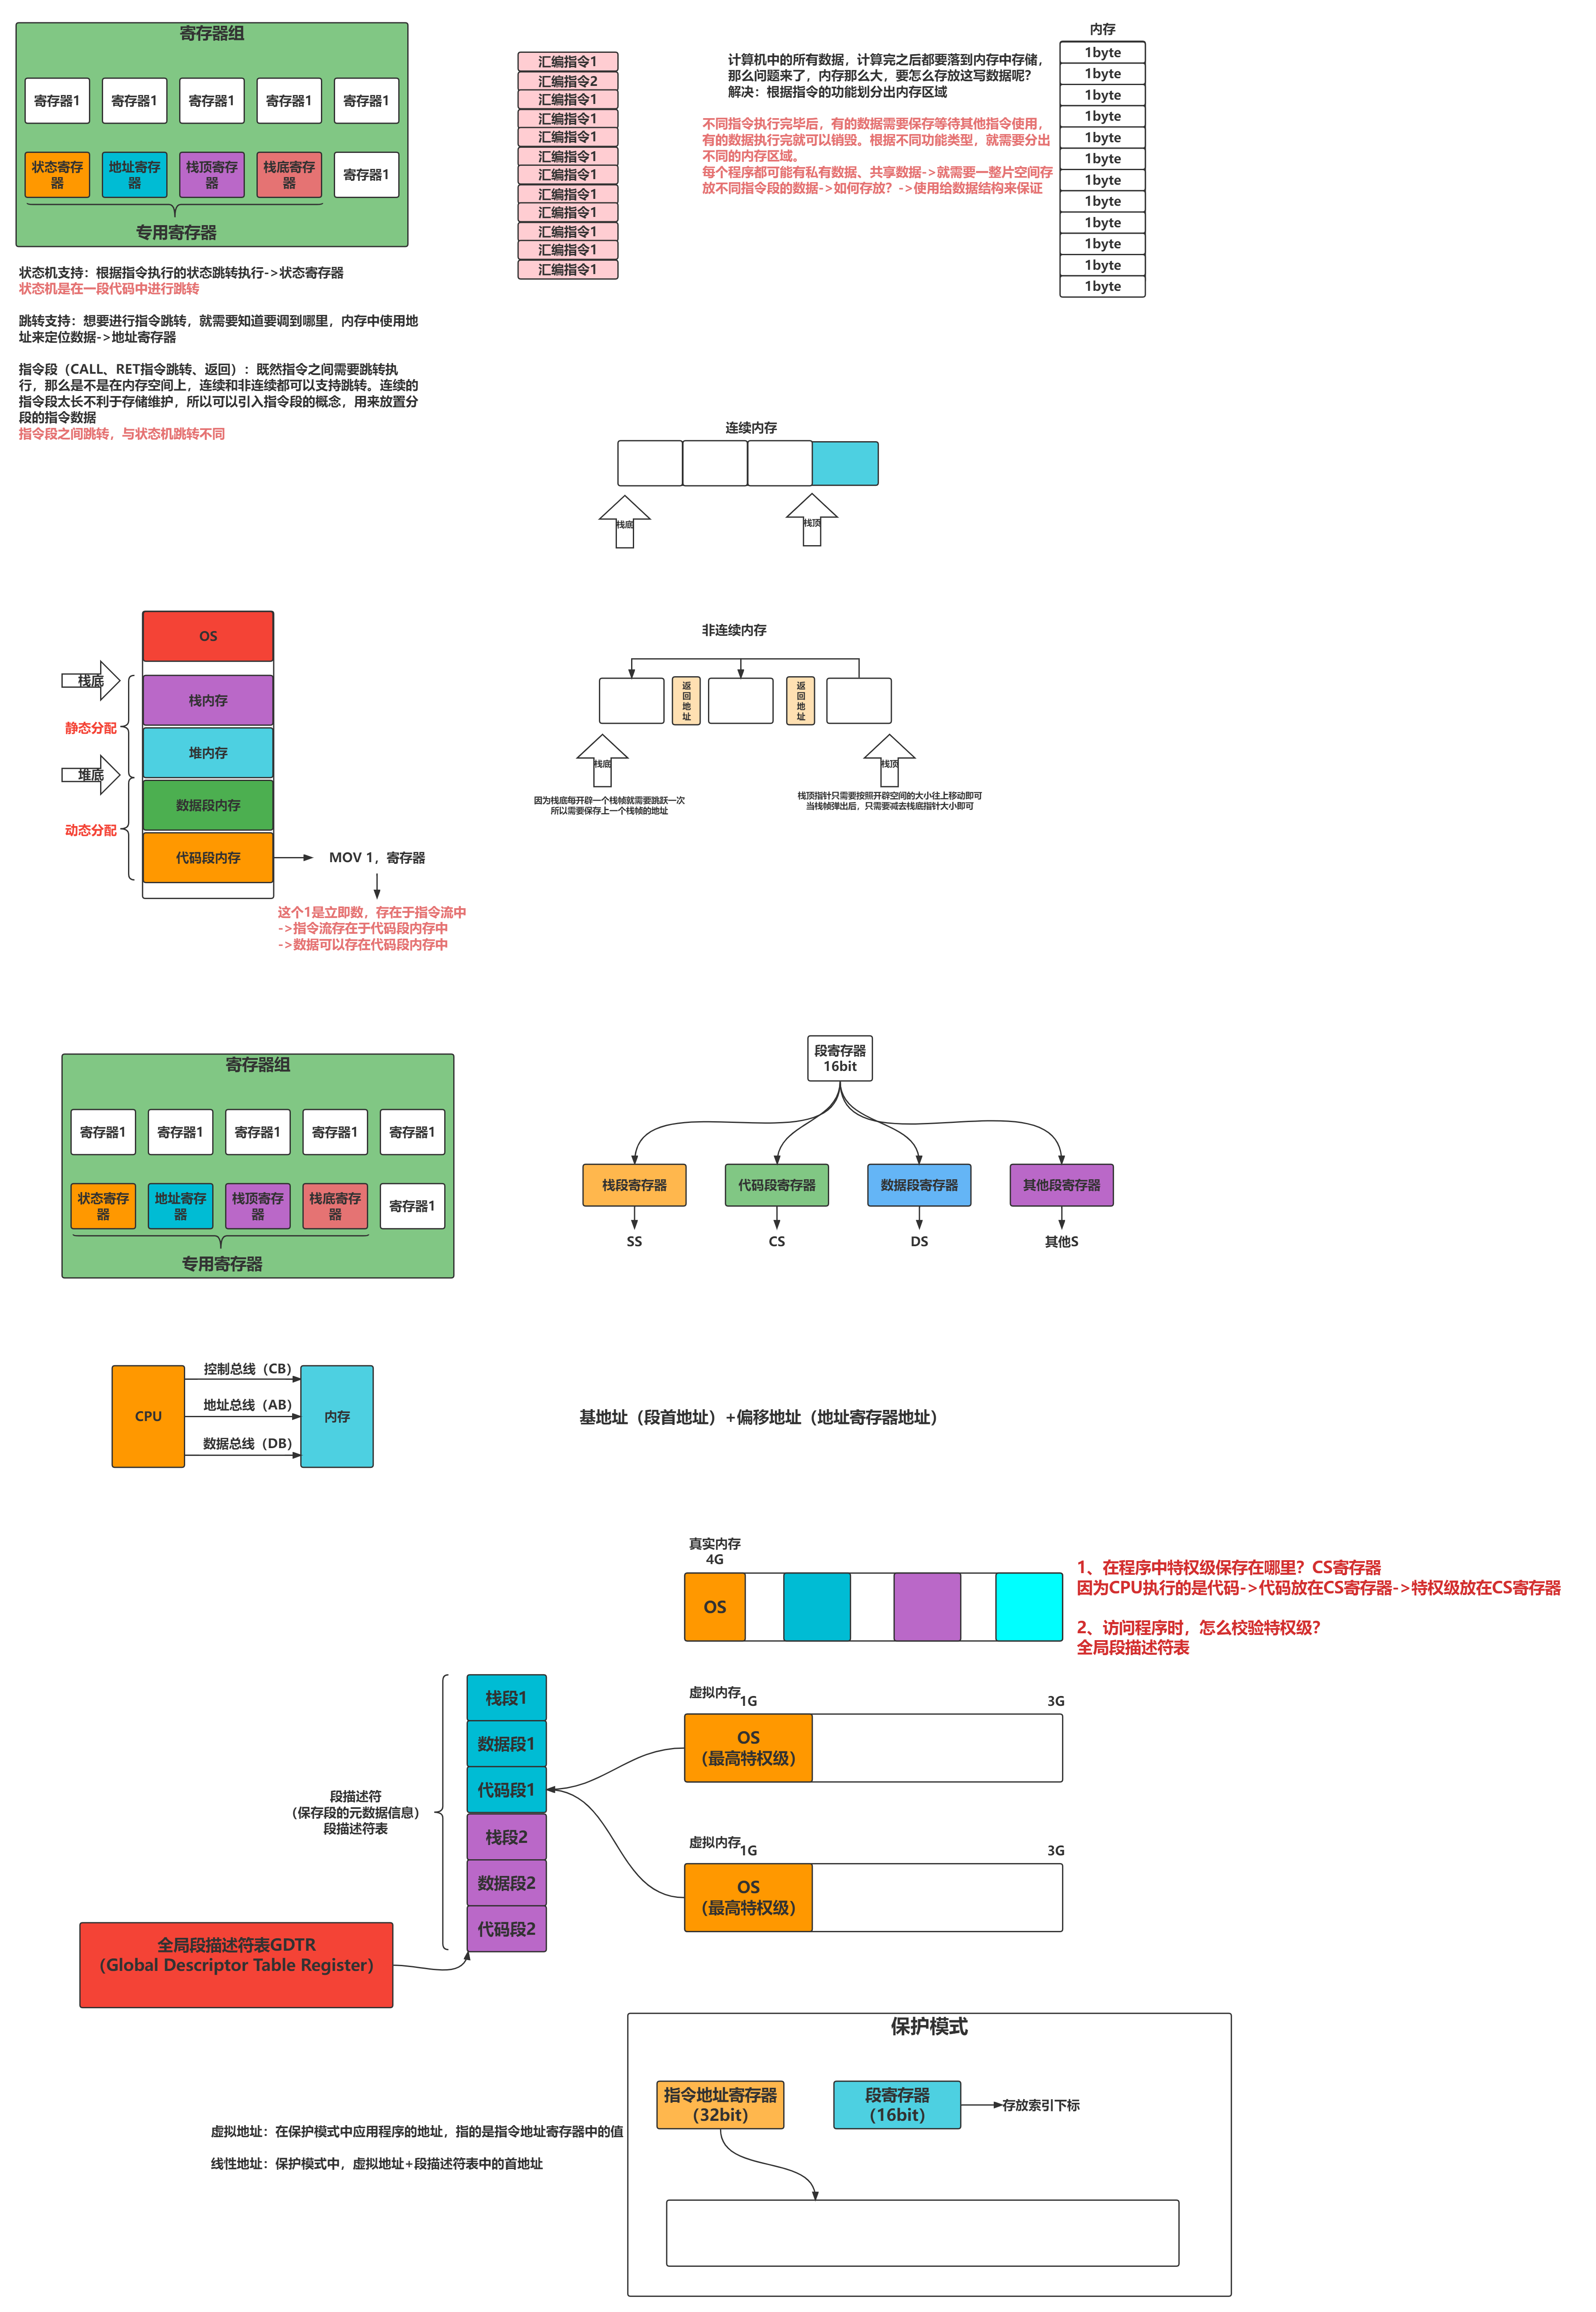 寄存器组
寄存器1
寄存器1
寄存器1
寄存器1
寄存器1
状态寄存
器
地址寄存
器
栈顶寄存
器
栈底寄存
器
寄存器1
专用寄存器
状态机支持：根据指令执行的状态跳转执行->状态寄存器
状态机是在一段代码中进行跳转
跳转支持：想要进行指令跳转，就需要知道要调到哪里，内存中使用地
址来定位数据->地址寄存器
指令段（CALL、RET指令跳转、返回）：既然指令之间需要跳转执
行，那么是不是在内存空间上，连续和非连续都可以支持跳转。连续的
指令段太长不利于存储维护，所以可以引入指令段的概念，用来放置分
段的指令数据
指令段之间跳转，与状态机跳转不同
汇编指令1
汇编指令2
汇编指令1
汇编指令1
汇编指令1
汇编指令1
汇编指令1
汇编指令1
汇编指令1
汇编指令1
汇编指令1
汇编指令1
计算机中的所有数据，计算完之后都要落到内存中存储，
那么问题来了，内存那么大，要怎么存放这写数据呢？
解决：根据指令的功能划分出内存区域
不同指令执行完毕后，有的数据需要保存等待其他指令使用，
有的数据执行完就可以销毁。根据不同功能类型，就需要分出
不同的内存区域。
每个程序都可能有私有数据、共享数据->就需要一整片空间存
放不同指令段的数据->如何存放？->使用给数据结构来保证
内存
1byte
1byte
1byte
1byte
1byte
1byte
1byte
1byte
1byte
1byte
1byte
1byte
连续内存
栈底
栈顶
OS
栈底
栈内存
静态分配
堆内存
堆底
数据段内存
动态分配
代码段内存
MOV 1，寄存器
这个1是立即数，存在于指令流中
->指令流存在于代码段内存中
->数据可以存在代码段内存中
非连续内存
返
回
地
址
返
回
地
址
栈底
栈顶
因为栈底每开辟一个栈帧就需要跳跃一次
所以需要保存上一个栈帧的地址
栈顶指针只需要按照开辟空间的大小往上移动即可
当栈帧弹出后，只需要减去栈底指针大小即可
寄存器组
寄存器1
寄存器1
寄存器1
寄存器1
寄存器1
状态寄存
器
地址寄存
器
栈顶寄存
器
栈底寄存
器
寄存器1
专用寄存器
段寄存器
16bit
栈段寄存器
代码段寄存器
数据段寄存器
其他段寄存器
SS
CS
DS
其他S
CPU
控制总线（CB）
地址总线（AB）
数据总线（DB）
内存
基地址（段首地址）+偏移地址（地址寄存器地址）
真实内存
4G
OS
1、在程序中特权级保存在哪里？CS寄存器
因为CPU执行的是代码->代码放在CS寄存器->特权级放在CS寄存器
2、访问程序时，怎么校验特权级？
全局段描述符表
虚拟内存
1G
3G
OS
（最高特权级）
虚拟内存
1G
3G
OS
（最高特权级）
栈段1
数据段1
代码段1
栈段2
数据段2
代码段2
段描述符
（保存段的元数据信息）
段描述符表
全局段描述符表GDTR
（Global Descriptor Table Register）
保护模式
指令地址寄存器
（32bit）
段寄存器
（16bit）
存放索引下标
虚拟地址：在保护模式中应用程序的地址，指的是指令地址寄存器中的值
线性地址：保护模式中，虚拟地址+段描述符表中的首地址